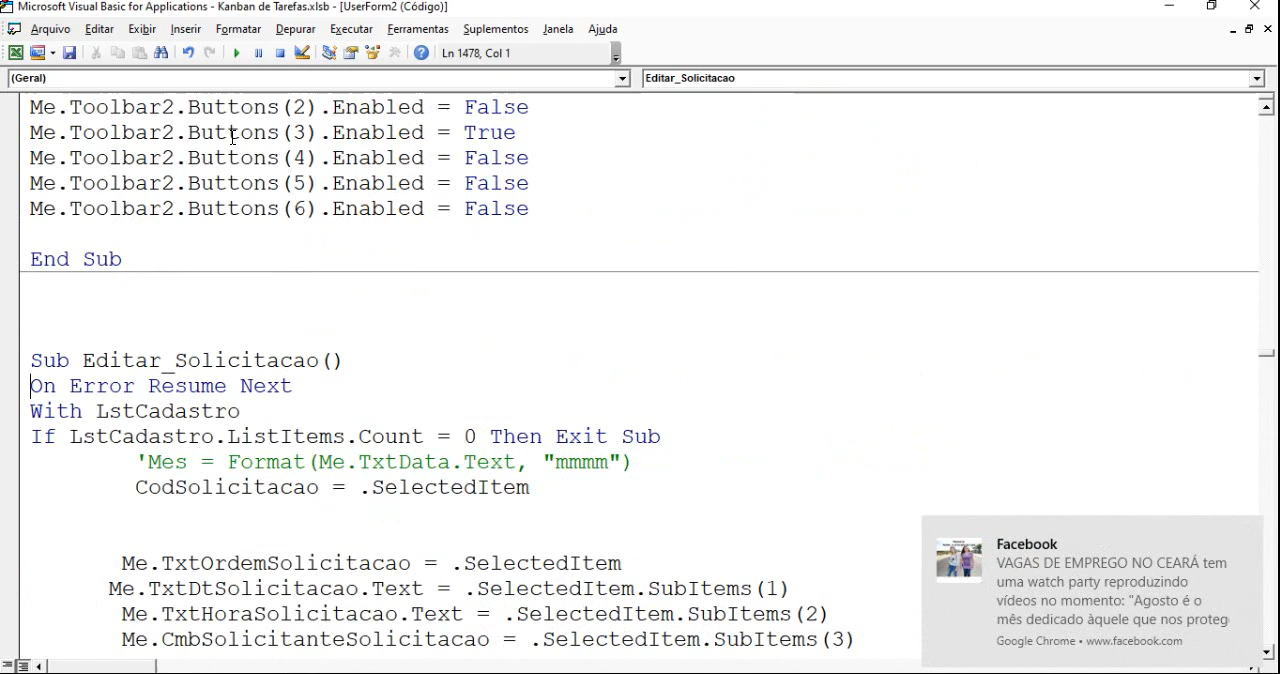 Microsoft Visual Basic for Applications - Kanban de Tarefas.xlsb - [UserForm2 (Código)]
Arquivo Editar Exibir Inserir Formatar Depurar Executar Ferramentas Suplementos Janela Ajuda
Ln 1478, Col 1
(Geral) Editar_Solicitacao
Me.Toolbar2.Buttons(2).Enabled = False
Me.Toolbar2.Buttons(3).Enabled = True
Me.Toolbar2.Buttons(4).Enabled = False
Me.Toolbar2.Buttons(5).Enabled = False
Me.Toolbar2.Buttons(6).Enabled = False
End Sub
Sub Editar_Solicitacao()
On Error Resume Next
With LstCadastro
If LstCadastro.ListItems.Count = 0 Then Exit Sub
'Mes = Format(Me.TxtData.Text, "mmmm")
CodSolicitacao = .SelectedItem
Me.TxtOrdemSolicitacao = .SelectedItem
Me.TxtDtSolicitacao.Text = .SelectedItem.SubItems(1)
Me.TxtHoraSolicitacao.Text = .SelectedItem.SubItems(2)
Me.CmbSolicitanteSolicitacao = .SelectedItem.SubItems(3)
Facebook
VAGAS DE EMPREGO NO CEARÁ tem
uma watch party reproduzindo
vídeos no momento: "Agosto é o
mês dedicado àquele que nos proteg
Google Chrome • www.facebook.com